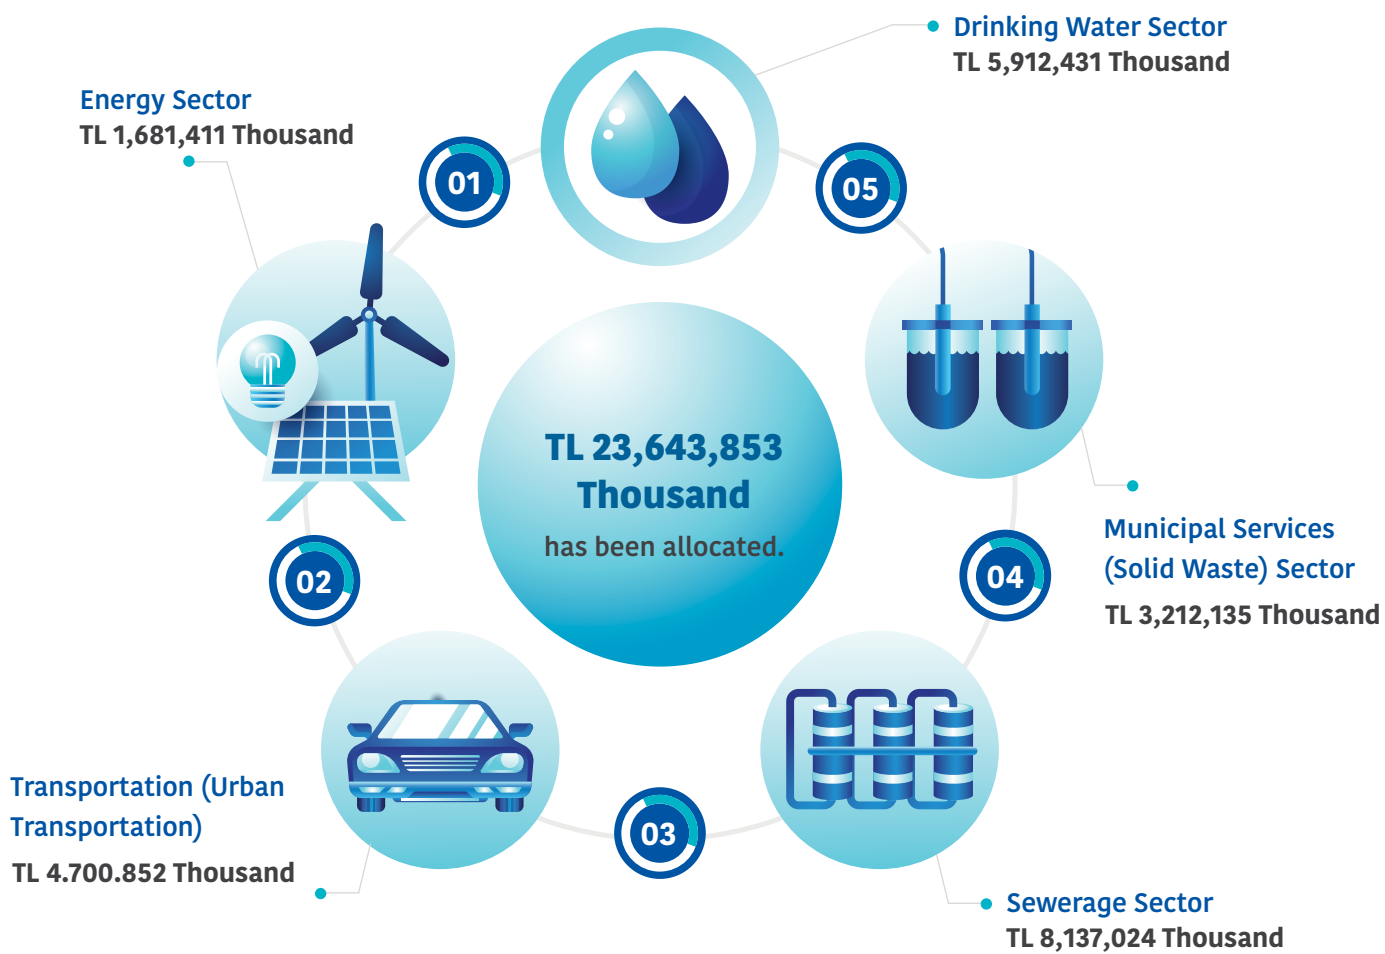 Drinking Water Sector
TL 5,912,431 Thousand
Energy Sector
TL 1,681,411 Thousand
01
05
TL 23,643,853
Thousand
has been allocated.
Municipal Services
(Solid Waste) Sector
TL 3,212,135 Thousand
02
04
Transportation (Urban
Transportation)
TL 4.700.852 Thousand
03
Sewerage Sector
TL 8,137,024 Thousand